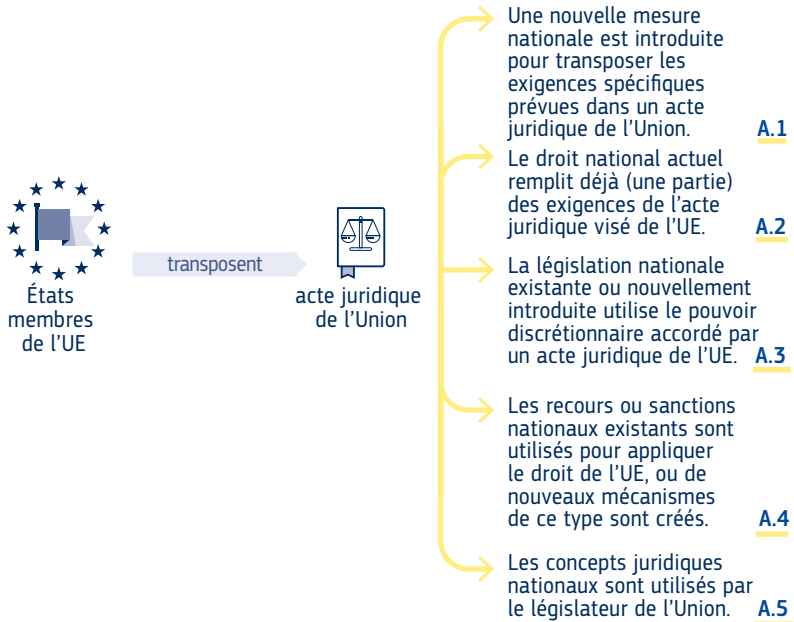 États
membres
de l'UE
transposent
acte juridique
de l'Union
Une nouvelle mesure
nationale est introduite
pour transposer les
exigences spécifiques
prévues dans un acte
juridique de l'Union. A.1
Le droit national actuel
remplit déjà (une partie)
des exigences de l'acte
juridique visé de l'UE. A.2
La législation nationale
existante ou nouvellement
introduite utilise le pouvoir
discrétionnaire accordé par
un acte juridique de l'UE. A.3
Les recours ou sanctions
nationaux existants sont
utilisés pour appliquer
le droit de l'UE, ou de
nouveaux mécanismes
de ce type sont créés. A.4
Les concepts juridiques
nationaux sont utilisés par
le législateur de l'Union. A.5